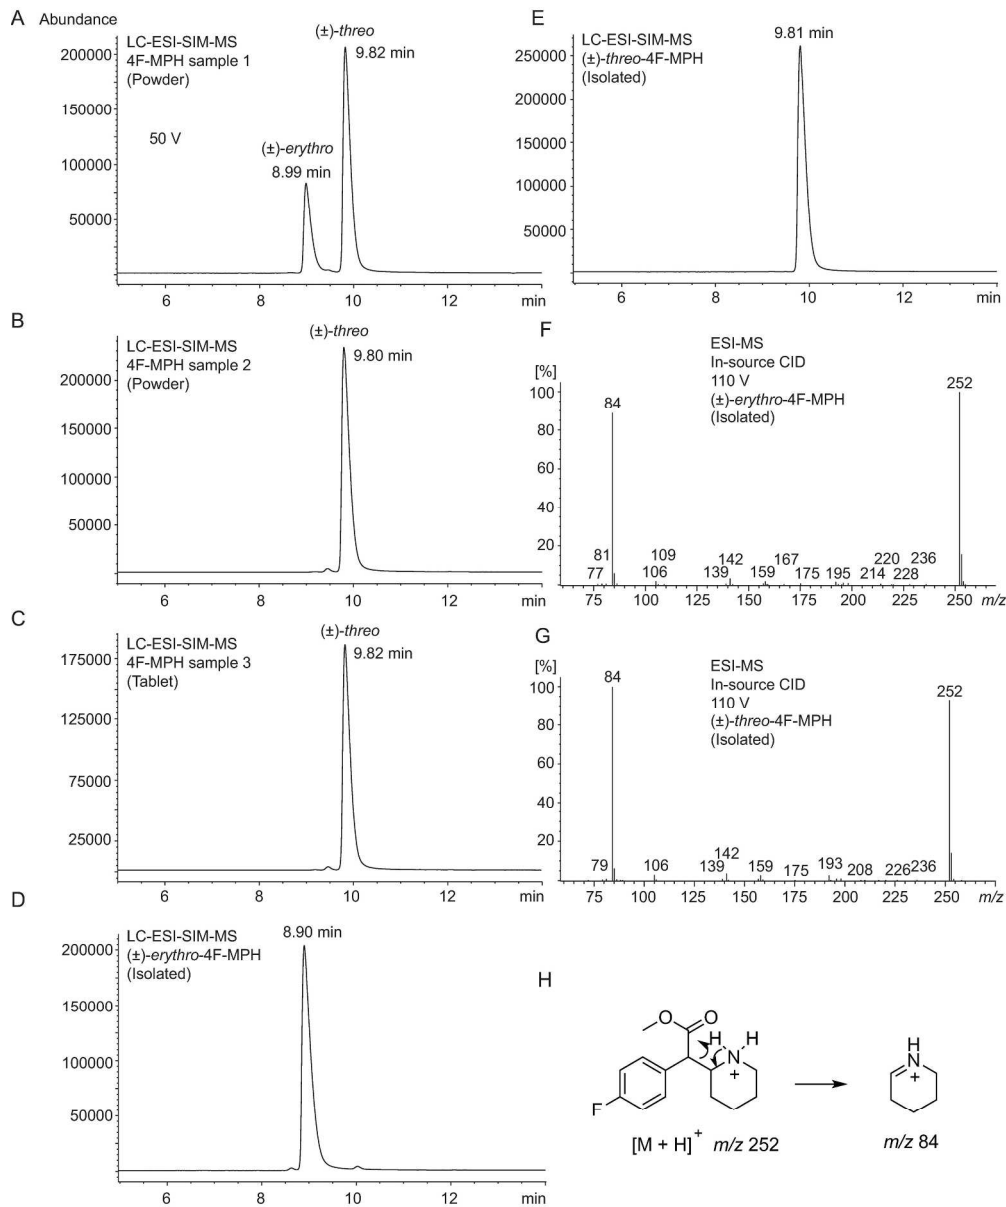 A
Abundance
LC-ESI-SIM-MS
4F-MPH sample 1
(Powder)
50 V
(±)-threo
9.82 min
(±)-erythro
8.99 min
200000
150000
100000
50000
6
8
10
12
min
B
LC-ESI-SIM-MS
4F-MPH sample 2
(Powder)
(±)-threo
9.80 min
200000
150000
100000
50000
6
8
10
12
min
C
LC-ESI-SIM-MS
4F-MPH sample 3
(Tablet)
(±)-threo
9.82 min
175000
125000
75000
25000
6
8
10
12
min
D
LC-ESI-SIM-MS
(±)-erythro-4F-MPH
(Isolated)
8.90 min
200000
150000
100000
50000
6
8
10
12
min
E
LC-ESI-SIM-MS
(±)-threo-4F-MPH
(Isolated)
9.81 min
250000
200000
150000
100000
50000
6
10
12
min
F
[%]
ESI-MS
In-source CID
110 V
(±)-erythro-4F-MPH
(Isolated)
100
80
60
40
20
84
252
81
77
109
106
142
139
167
159
175
195
220
214
236
228
75
100
125
150
175
200
225
250
m/z
G
[%]
ESI-MS
In-source CID
110 V
(±)-threo-4F-MPH
(Isolated)
100
80
60
40
20
84
252
79
106
142
139
159
175
193
208
226
236
75
100
125
150
175
200
225
250
m/z
H
O
O
H
H
N
+
F
[M + H]+ m/z 252
H
N
+
m/z 84